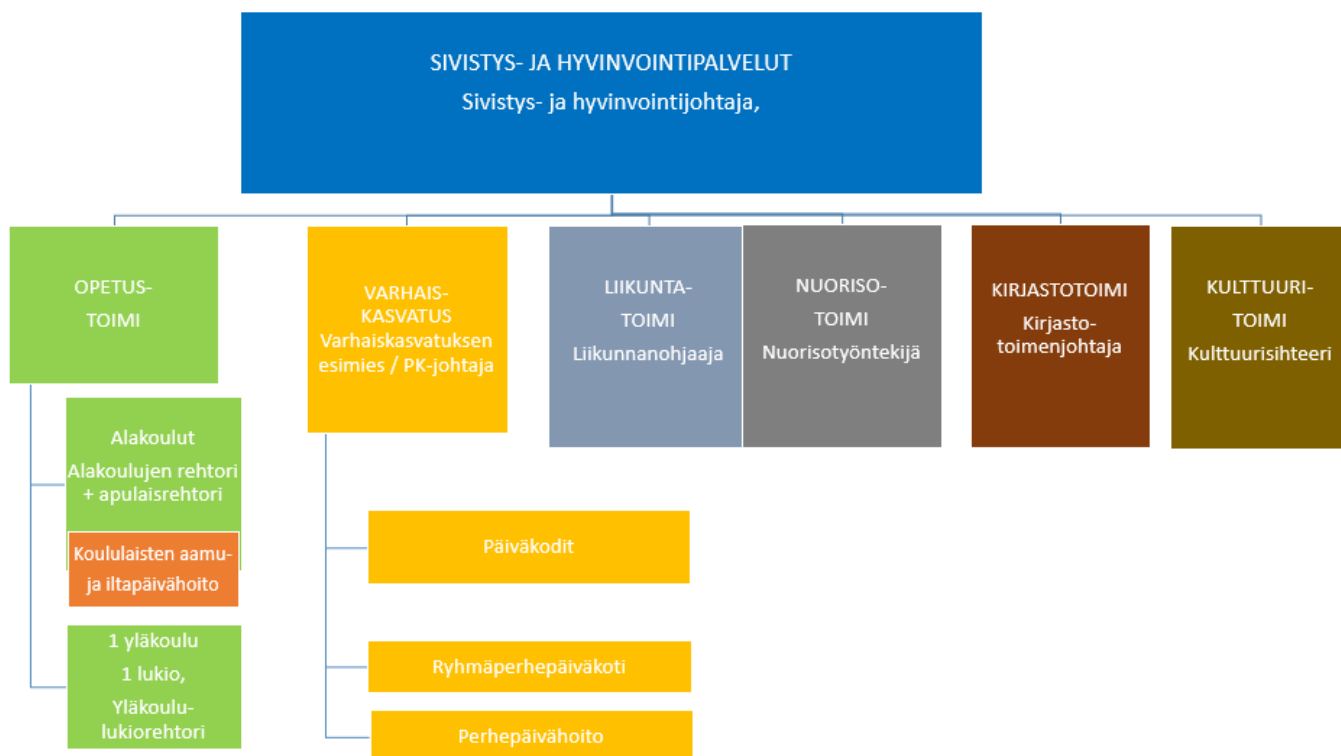 SIVISTYS- JA HYVINVOINTIPALVELUT
Sivistys- ja hyvinvointijohtaja,
OPETUS-
TOIMI
VARHAIS-
KASVATUS
Varhaiskasvatuksen
esimies / PK-johtaja
LIIKUNTA-
TOIMI
Liikunnanohjaaja
NUORISO-
TOIMI
Nuorisotyöntekijä
KIRJASTOTOIMI
Kirjasto-
toimenjohtaja
KULTTUURI-
TOIMI
Kulttuurisihteeri
Alakoulut
Alakoulujen rehtori
+ apulaisrehtori
Koululaisten aamu-
ja iltapäivähoito
1 yläkoulu
1 lukio,
Yläkoulu-
lukiorehtori
Päiväkodit
Ryhmäperhepäiväkoti
Perhepäivähoito